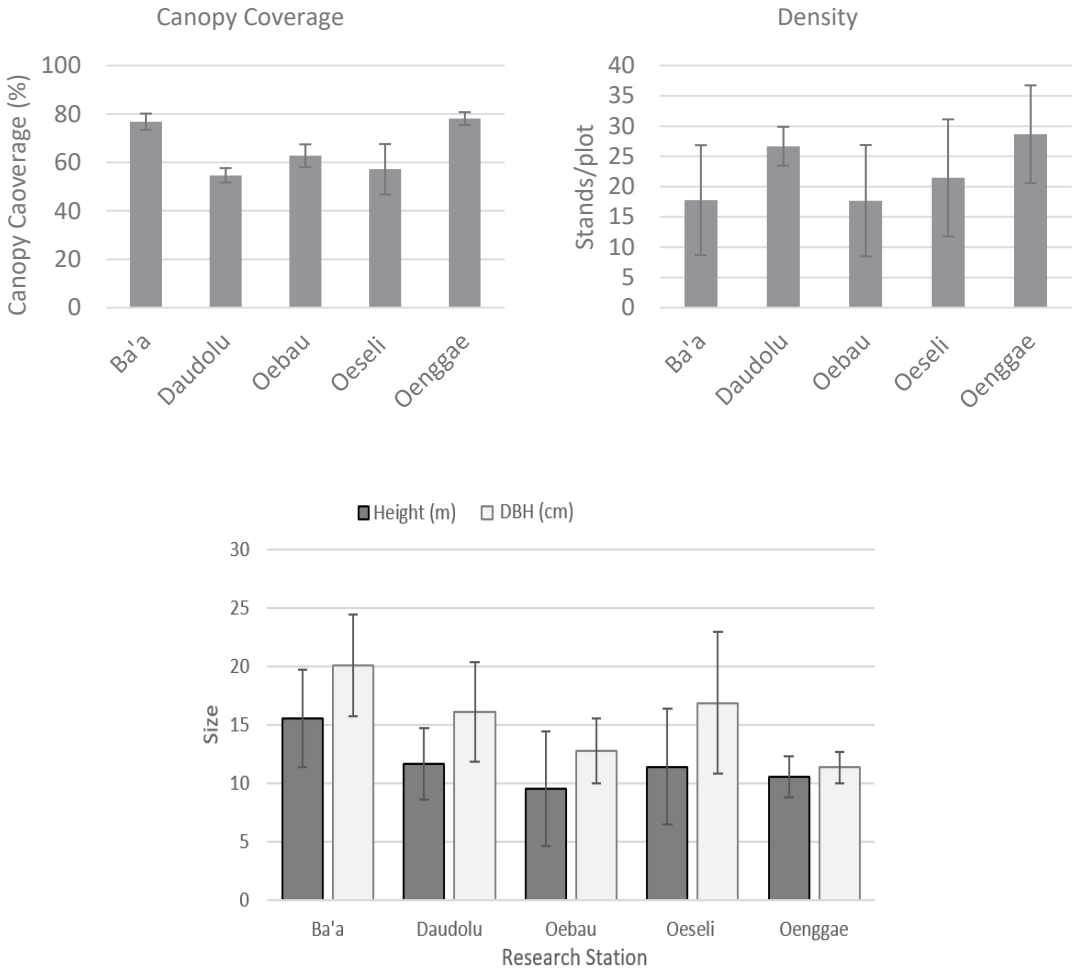 Canopy Coverage
Canopy Caoverage (%)
100
80
60
40
20
0
Ba'a
Daudolu
Oebau
Oeseli
Oenggae
Density
Stands/plot
40
35
30
25
20
15
10
5
0
Ba'a
Daudolu
Oebau
Oeseli
Oenggae
Height (m) DBH (cm)
Size
30
25
20
15
10
5
0
Ba'a Daudolu Oebau Oeseli Oenggae
Research Station